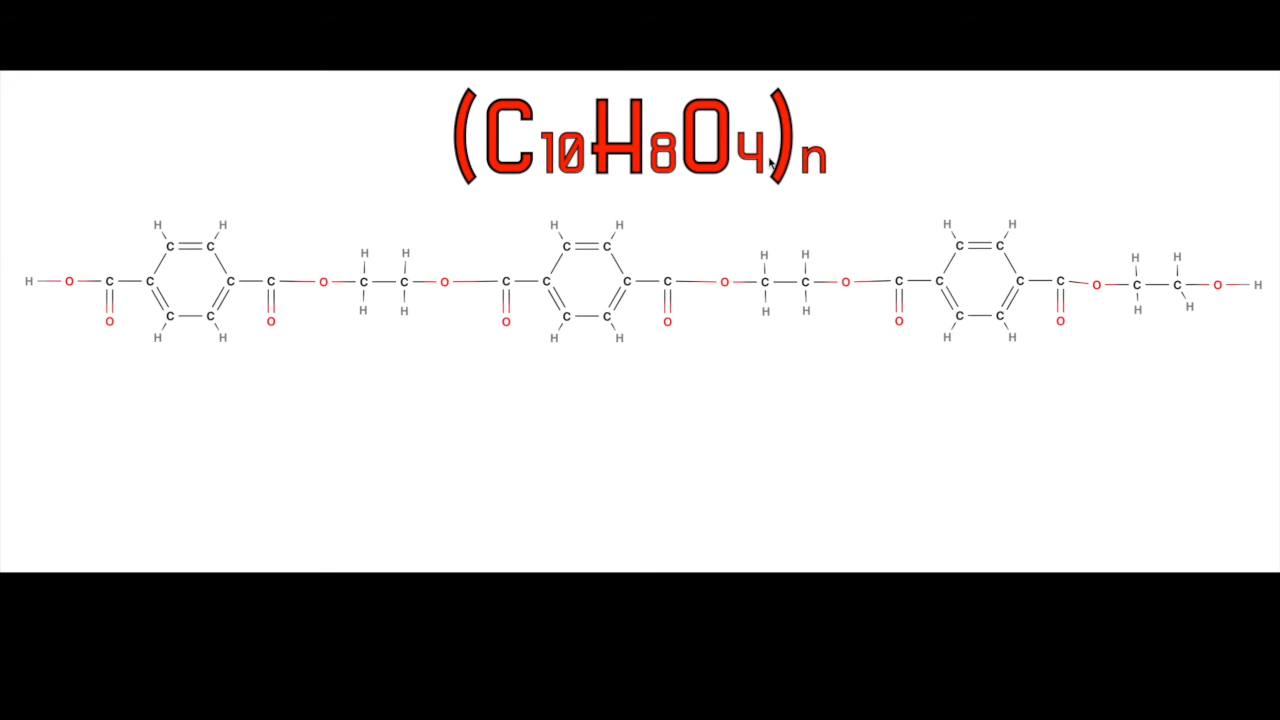 (C10H8O4)n
H H H H H H
C C H H C C H H C C H H
H O C C C C O C C O C C C C O C C O C C C C O C C O H
O C C O H H O C C O H H O C C O H H
H H H H H H